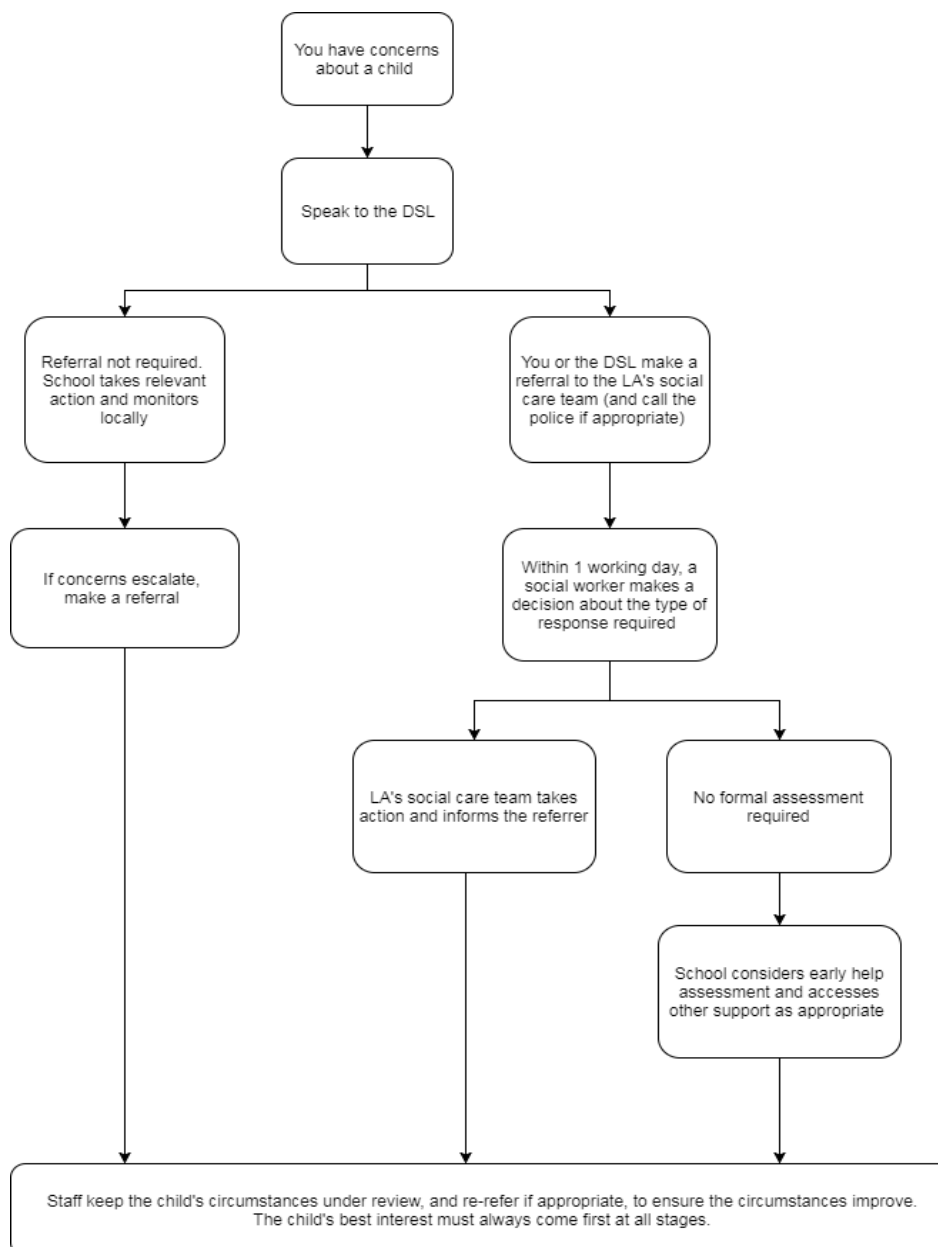 You have concerns
about a child
Speak to the DSL
Referral not required.
School takes relevant
action and monitors
locally
You or the DSL make a
referral to the LA's social
care team (and call the
police if appropriate)
If concerns escalate,
make a referral
Within 1 working day, a
social worker makes a
decision about the type of
response required
LA's social care team takes
action and informs the referrer
No formal assessment
required
School considers early help
assessment and accesses
other support as appropriate
Staff keep the child's circumstances under review, and re-refer if appropriate, to ensure the circumstances improve.
The child's best interest must always come first at all stages.